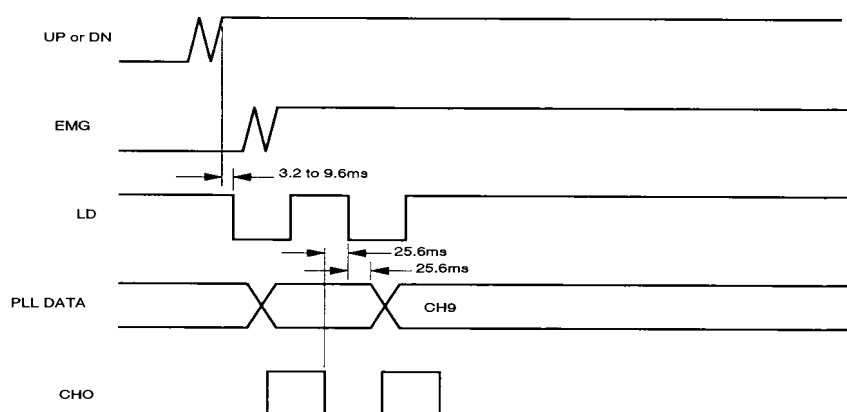 UP or DN
EMG
3.2 to 9.6ms
LD
25.6ms
25.6ms
PLL DATA
CH9
CHO